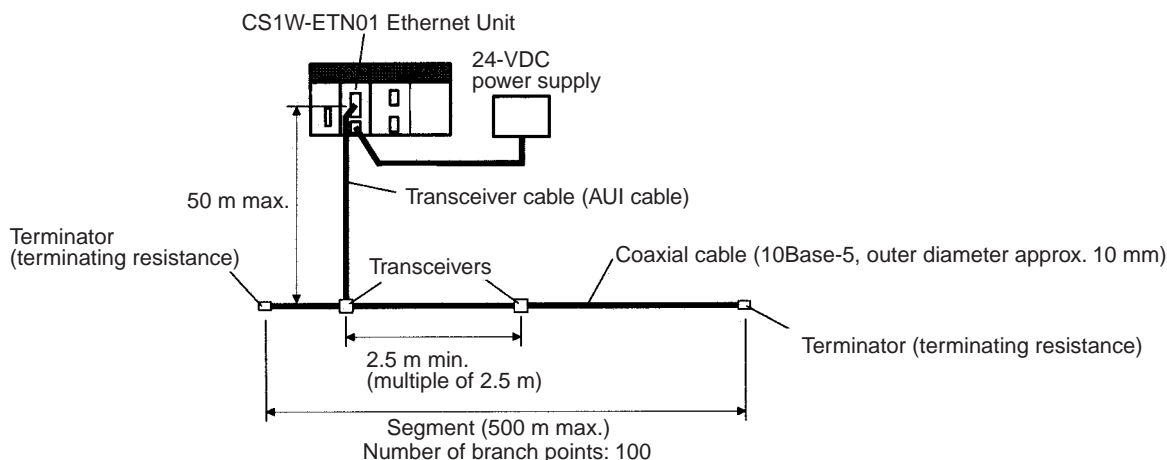 CS1W-ETN01 Ethernet Unit
24-VDC
power supply
50 m max.
Transceiver cable (AUI cable)
Terminator
(terminating resistance)
Transceivers
Coaxial cable (10Base-5, outer diameter approx. 10 mm)
2.5 m min.
(multiple of 2.5 m)
Terminator (terminating resistance)
Segment (500 m max.)
Number of branch points: 100